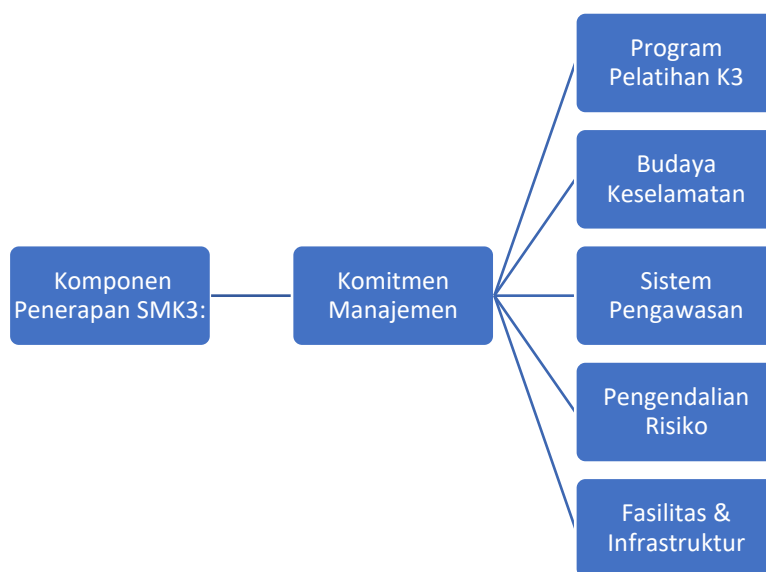 Komponen
Penerapan SMK3:
Komitmen
Manajemen
Program
Pelatihan K3
Budaya
Keselamatan
Sistem
Pengawasan
Pengendalian
Risiko
Fasilitas &
Infrastruktur